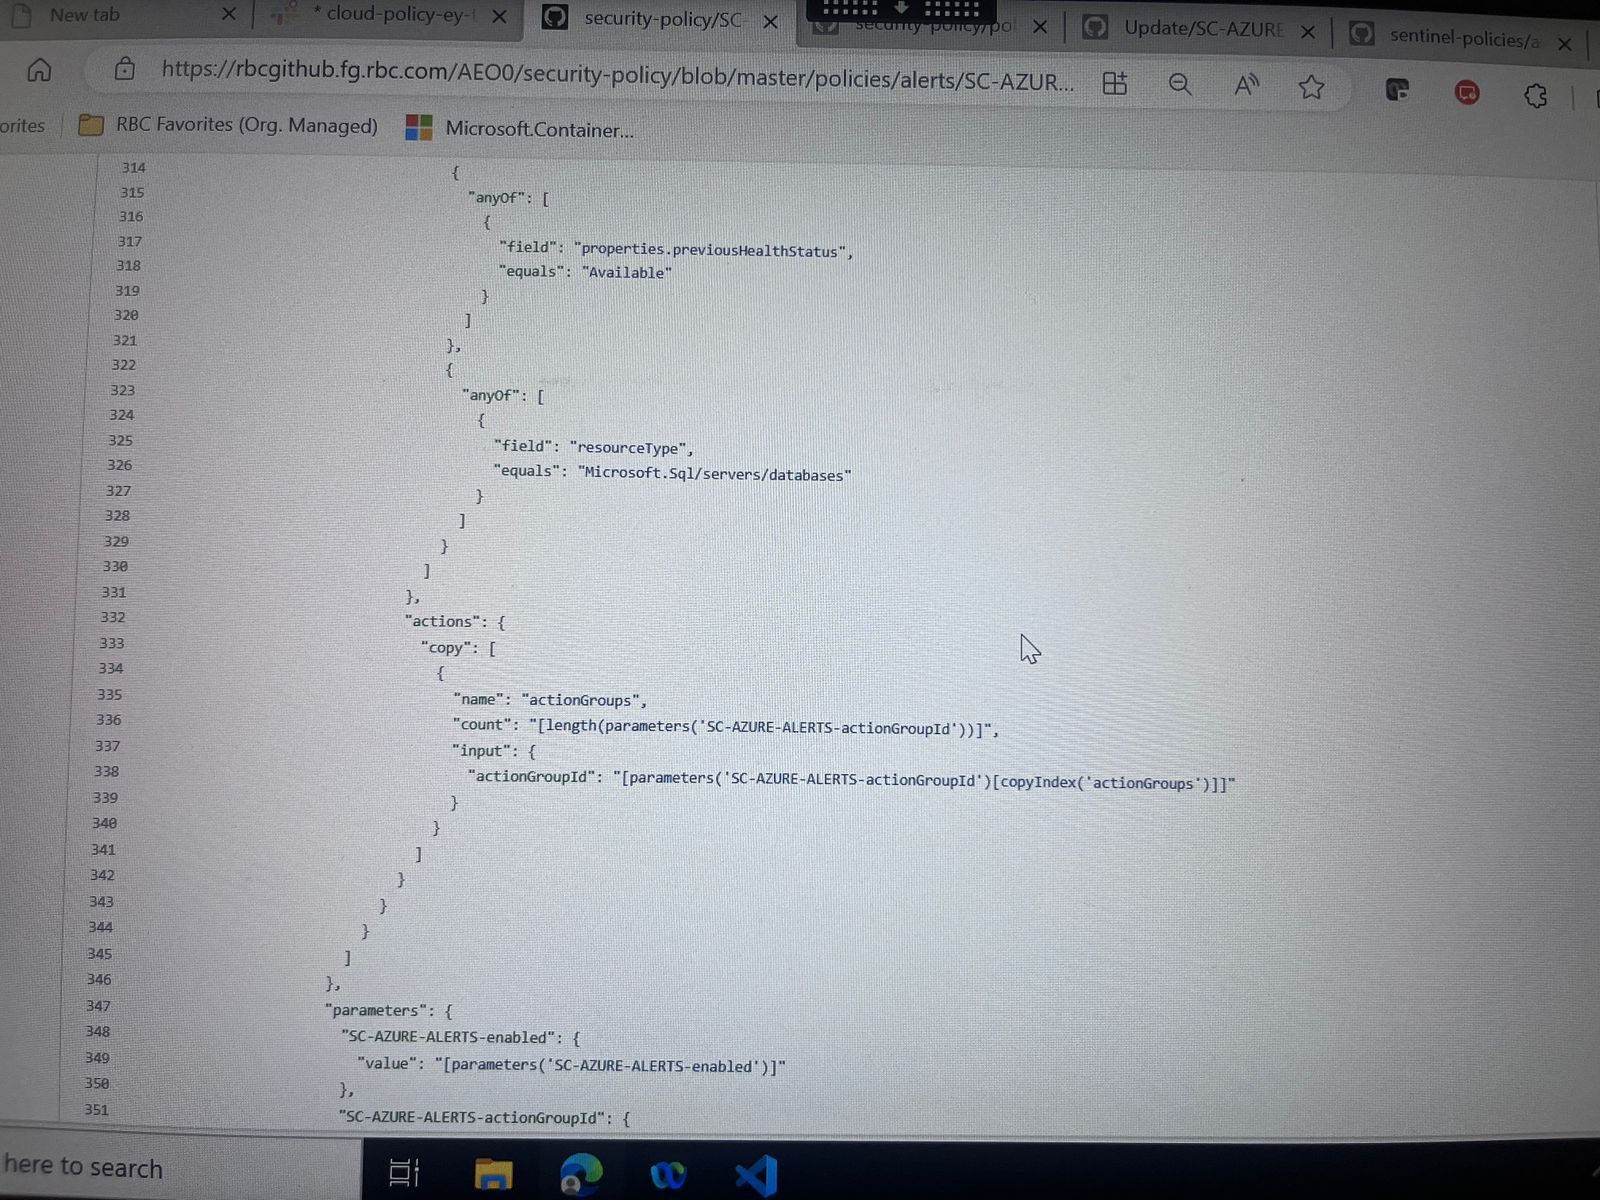 New tab
* cloud-policy-ey-
security-policy/SC-
security-policy/pol
Update/SC-AZURE
sentinel-policies/a
https://rbcgithub.fg.rbc.com/AEO0/security-policy/blob/master/policies/alerts/SC-AZUR...
orites
RBC Favorites (Org. Managed)
Microsoft.Container...
314 {
315 "anyOf": [
316 {
317 "field": "properties.previousHealthStatus",
318 "equals": "Available"
319 }
320 ]
321 },
322 {
323 "anyOf": [
324 {
325 "field": "resourceType",
326 "equals": "Microsoft.Sql/servers/databases"
327 }
328 ]
329 }
330 ]
331 },
332 "actions": {
333 "copy": [
334 {
335 "name": "actionGroups",
336 "count": "[length(parameters('SC-AZURE-ALERTS-actionGroupId'))]",
337 "input": {
338 "actionGroupId": "[parameters('SC-AZURE-ALERTS-actionGroupId')[copyIndex('actionGroups')]]"
339 }
340 }
341 ]
342 }
343 }
344 }
345 ]
346 },
347 "parameters": {
348 "SC-AZURE-ALERTS-enabled": {
349 "value": "[parameters('SC-AZURE-ALERTS-enabled')]"
350 },
351 "SC-AZURE-ALERTS-actionGroupId": {
here to search